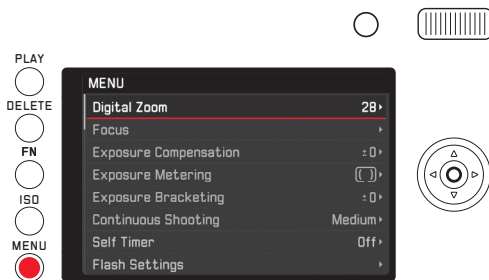 PLAY
DELETE
FN
ISO
MENU
MENU
Digital Zoom 28
Focus
Exposure Compensation ±0
Exposure Metering
Exposure Bracketing ±0
Continuous Shooting Medium
Self Timer Off
Flash Settings